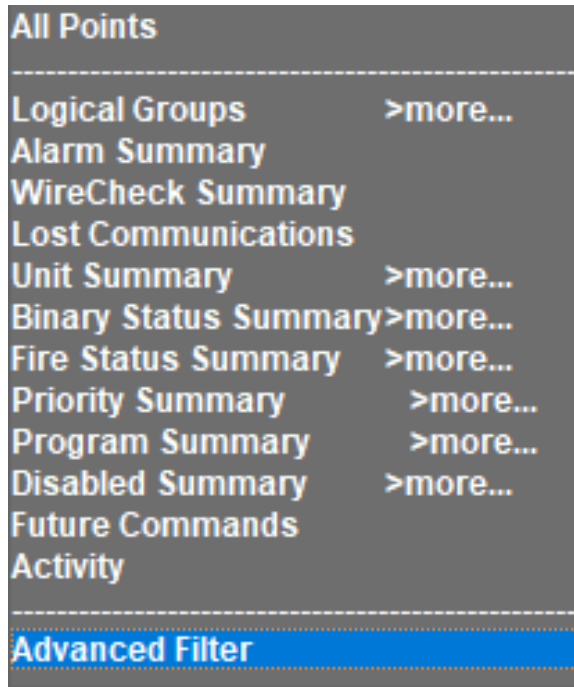 All Points
--------------------------------------------------
Logical Groups >more...
Alarm Summary
WireCheck Summary
Lost Communications
Unit Summary >more...
Binary Status Summary>more...
Fire Status Summary >more...
Priority Summary >more...
Program Summary >more...
Disabled Summary >more...
Future Commands
Activity
--------------------------------------------------
Advanced Filter